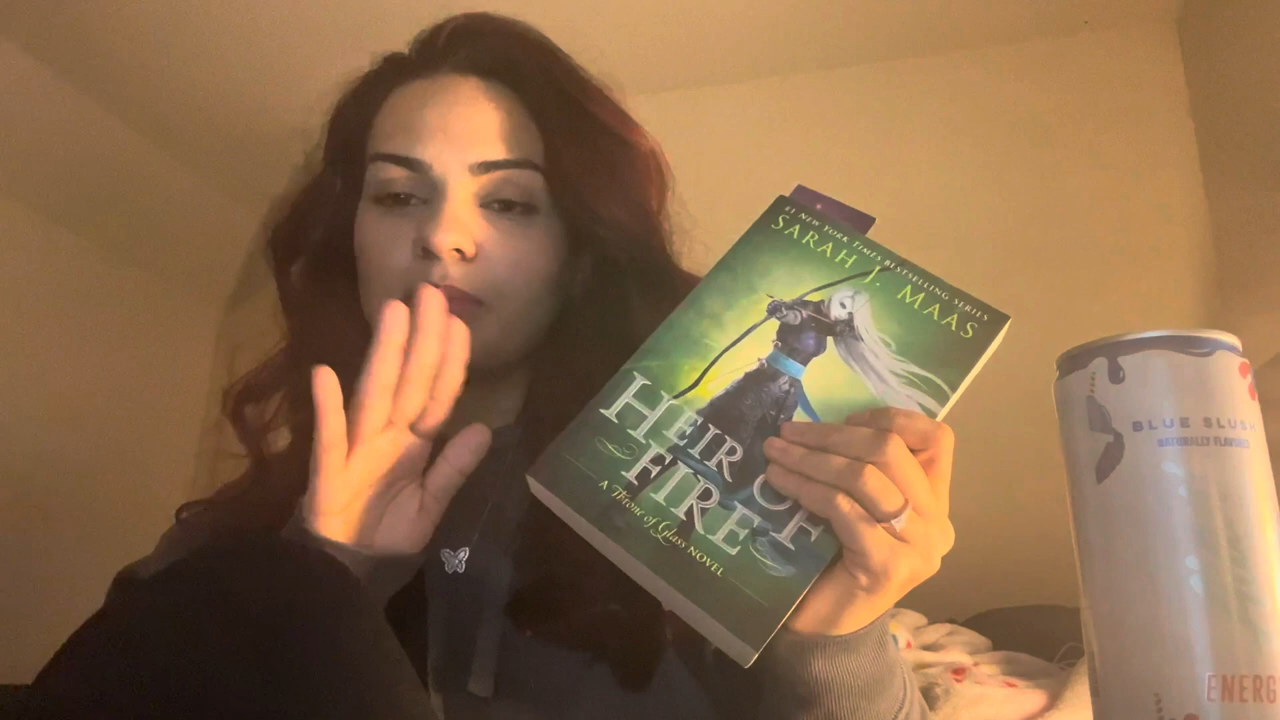 #1 NEW YORK TIMES BESTSELLING SERIES
SARAH J. MAAS
HEIR OF
FIRE
A Throne of Glass NOVEL
BLUE SLUSH
NATURALLY FLAVORED
ENERG